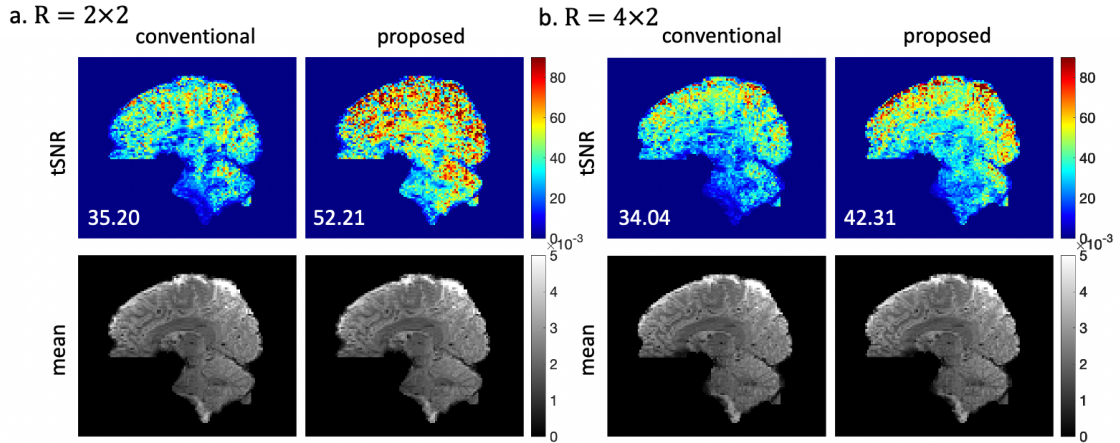 a. R = 2×2
b. R = 4×2
conventional
proposed
conventional
proposed
tSNR
35.20
52.21
80
60
40
20
0
tSNR
34.04
42.31
80
60
40
20
0
mean
×10⁻³
5
4
3
2
1
0
mean
×10⁻³
5
4
3
2
1
0